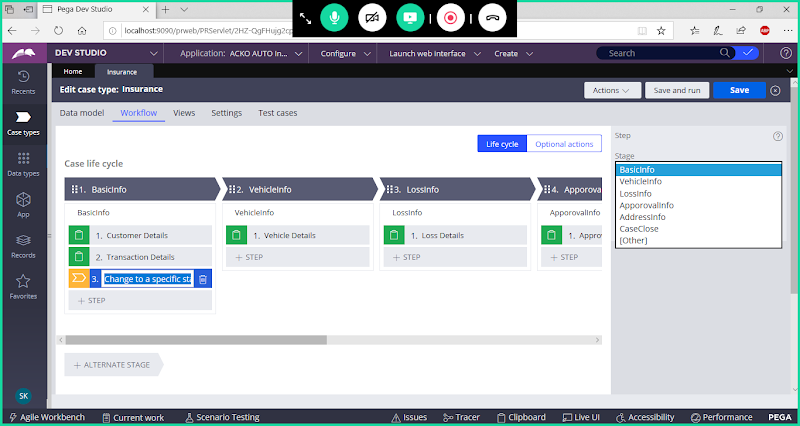 Pega Dev Studio
localhost:9090/prweb/PRServlet/2HZ-QgFHujg2cp
DEV STUDIO
Application: ACKO AUTO In...
Configure
Launch web interface
Create
Search
Home
Insurance
Edit case type: Insurance
Actions
Save and run
Save
Data model
Workflow
Views
Settings
Test cases
Recents
Case types
Data types
App
Records
Favorites
SK
Life cycle
Optional actions
Case life cycle
1. BasicInfo
2. VehicleInfo
3. LossInfo
4. ApporovalInfo
BasicInfo
VehicleInfo
LossInfo
ApporovalInfo
1. Customer Details
1. Vehicle Details
1. Loss Details
1. Approv
2. Transaction Details
+ STEP
+ STEP
+ STEP
3. Change to a specific sta
+ STEP
+ ALTERNATE STAGE
Step
Stage
BasicInfo
VehicleInfo
LossInfo
ApporovalInfo
AddressInfo
CaseClose
[Other]
Agile Workbench
Current work
Scenario Testing
Issues
Tracer
Clipboard
Live UI
Accessibility
Performance
PEGA